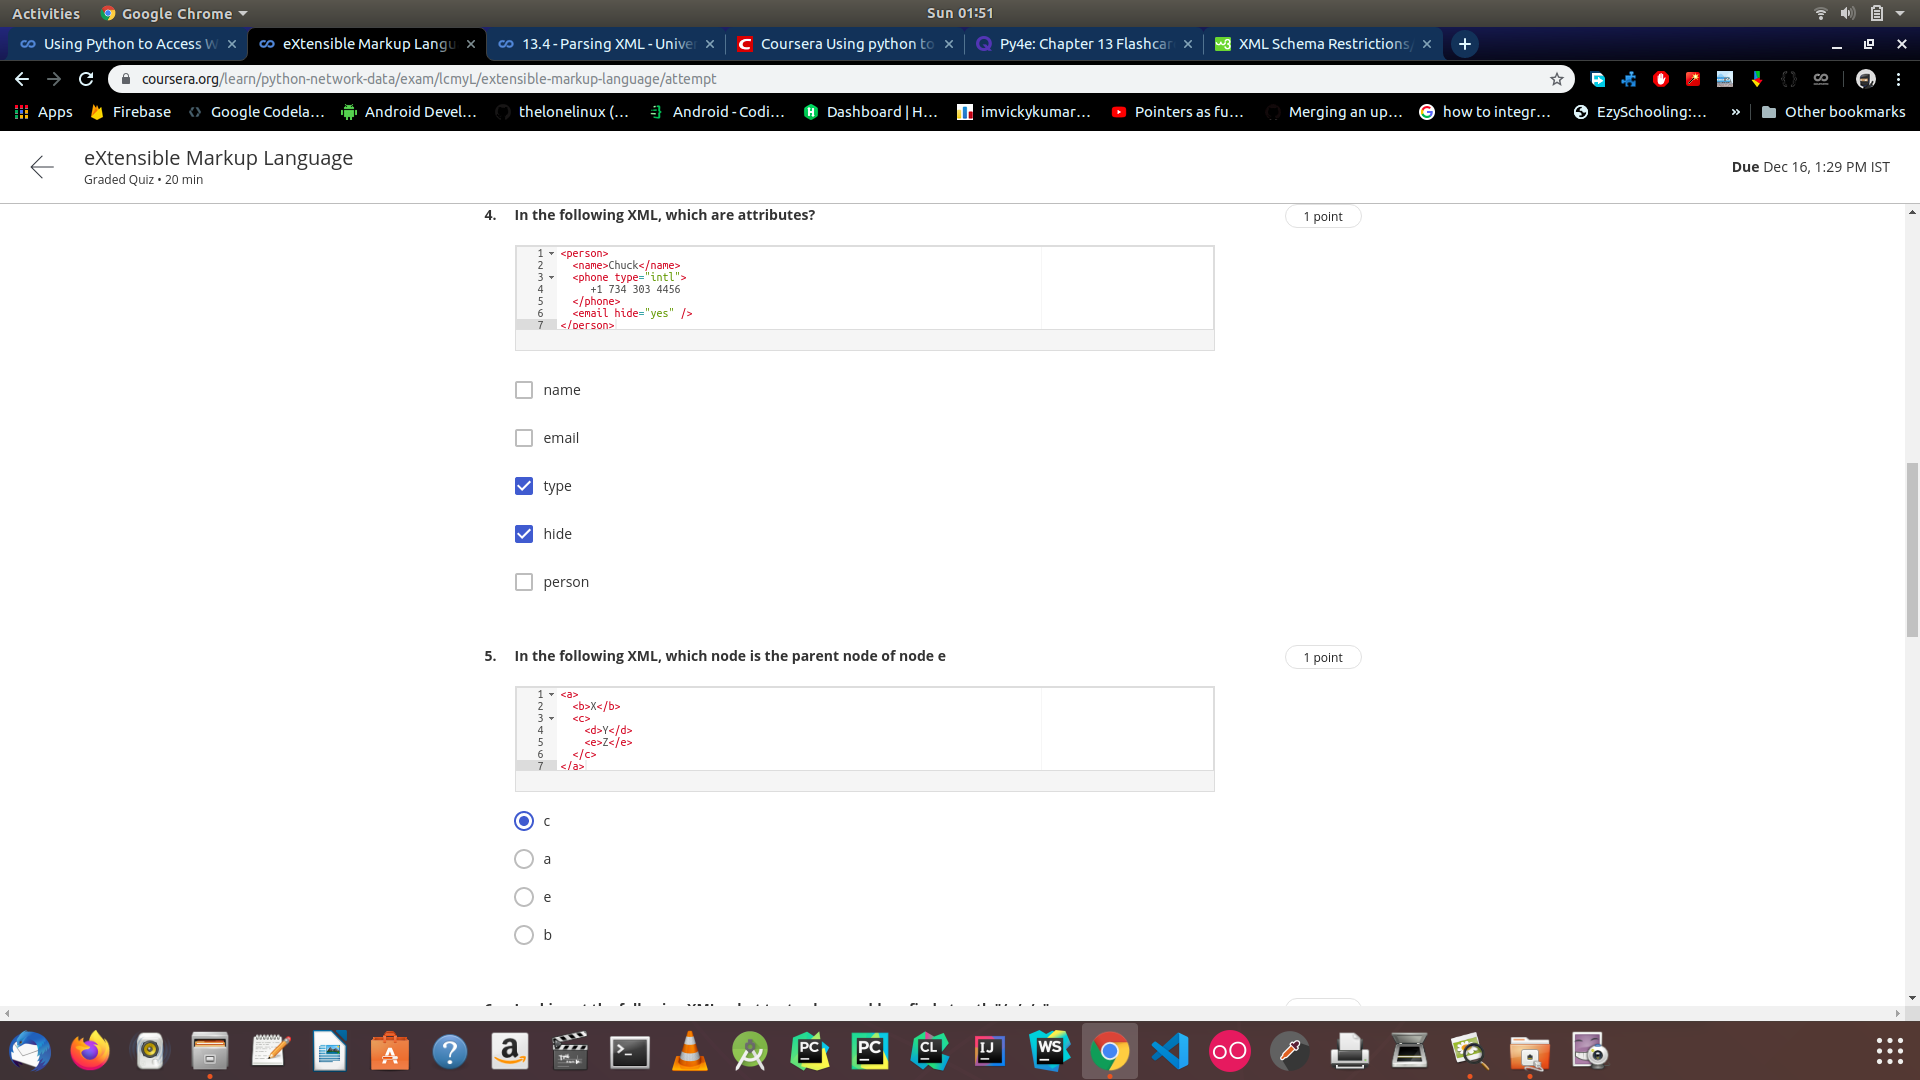 Activities Google Chrome Sun 01:51
Using Python to Access W eXtensible Markup Langu 13.4 - Parsing XML - Unive Coursera Using python to Py4e: Chapter 13 Flashcar XML Schema Restrictions/
coursera.org/learn/python-network-data/exam/lcmyL/extensible-markup-language/attempt
Apps Firebase Google Codela... Android Devel... thelonelinux (... Android - Codi... Dashboard | H... imvickykumar... Pointers as fu... Merging an up... how to integr... EzySchooling:... » Other bookmarks
eXtensible Markup Language
Graded Quiz • 20 min
Due Dec 16, 1:29 PM IST
4. In the following XML, which are attributes? 1 point
1 <person>
2 <name>Chuck</name>
3 <phone type="intl">
4 +1 734 303 4456
5 </phone>
6 <email hide="yes" />
7 </person>
name
email
type
hide
person
5. In the following XML, which node is the parent node of node e 1 point
1 <a>
2 <b>X</b>
3 <c>
4 <d>Y</d>
5 <e>Z</e>
6 </c>
7 </a>
c
a
e
b